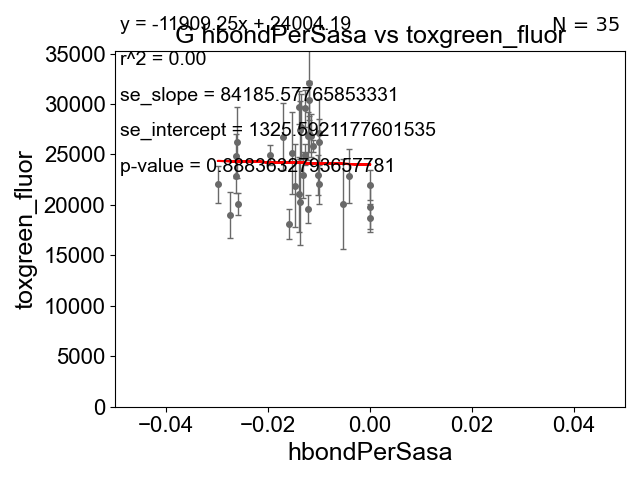 y = -11909.25x + 24004.19
N = 35
G hbondPerSasa vs toxgreen_fluor
r^2 = 0.00
se_slope = 84185.57765853331
se_intercept = 1325.5921177601535
p-value = 0.8883632793657781
35000
30000
25000
20000
15000
10000
5000
0
toxgreen_fluor
−0.04
−0.02
0.00
0.02
0.04
hbondPerSasa